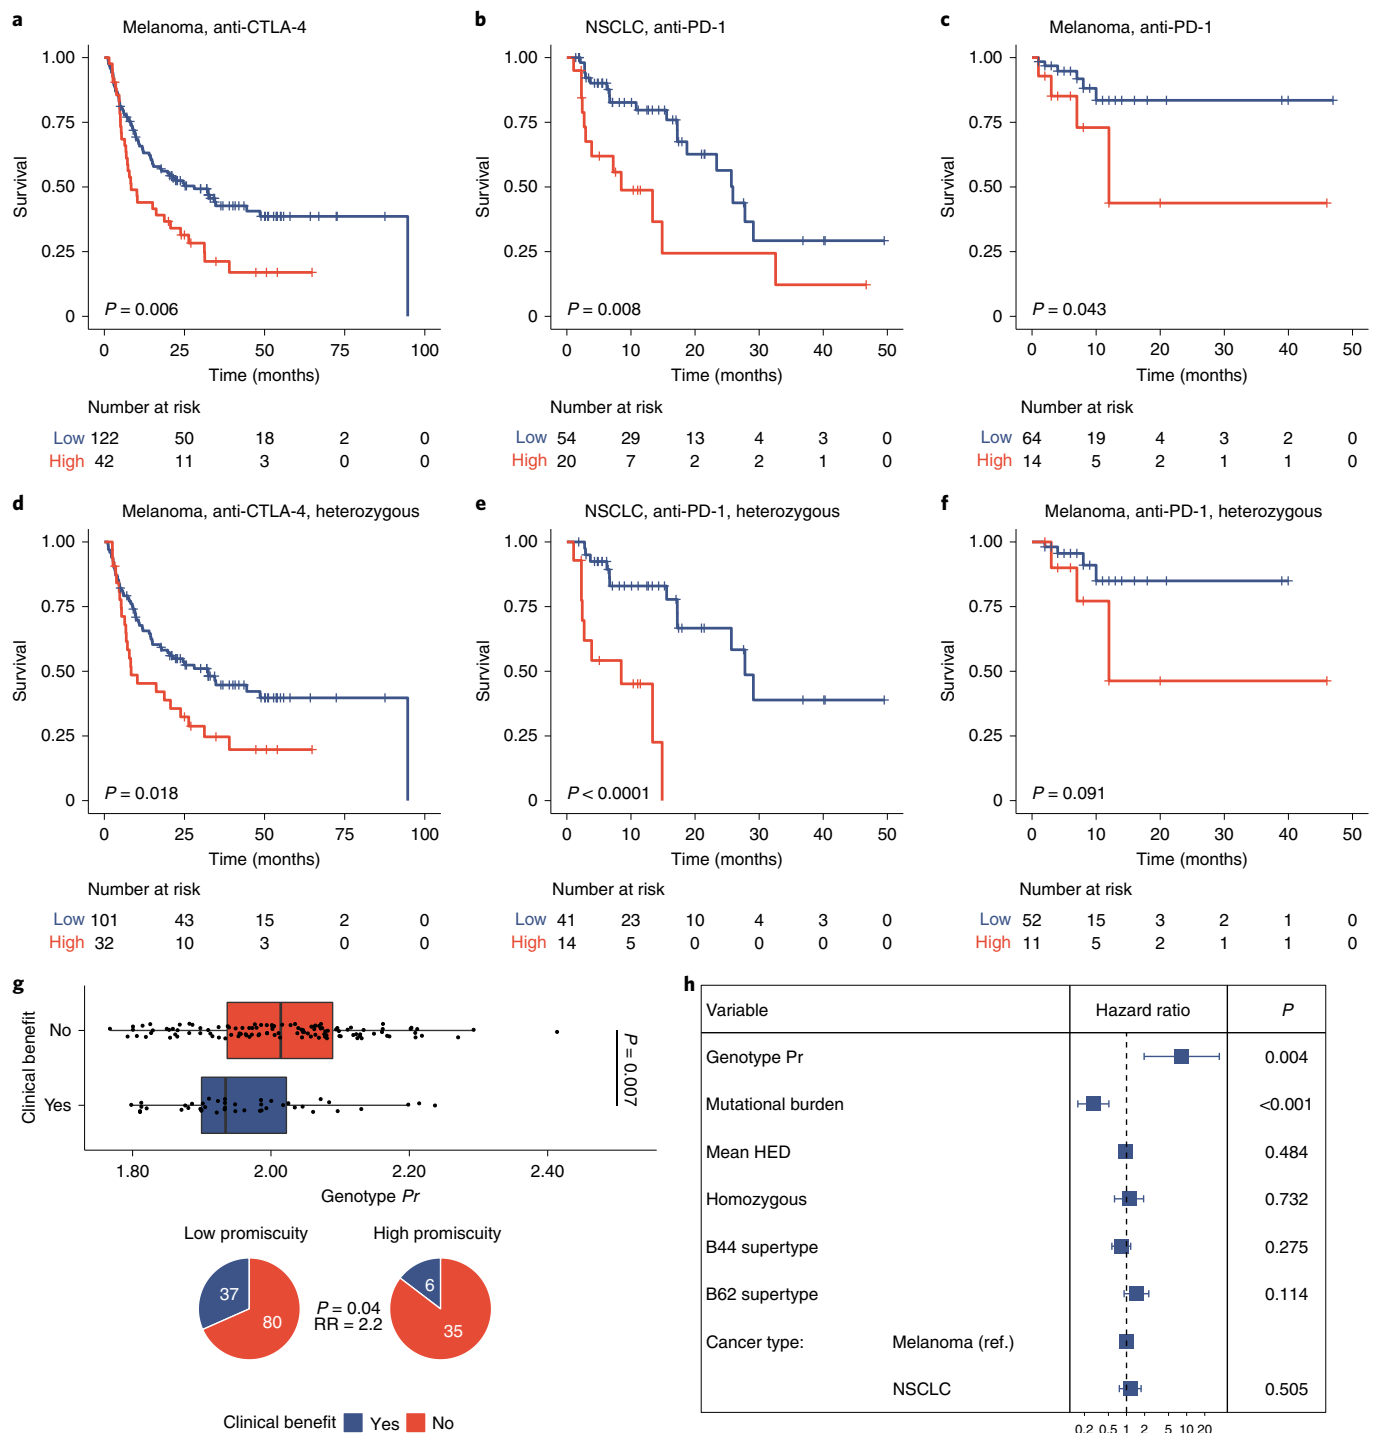 a
Melanoma, anti-CTLA-4
1.00
0.75
0.50
0.25
0
Survival
P = 0.006
0 25 50 75 100
Time (months)
Number at risk
Low 122 50 18 2 0
High 42 11 3 0 0
b
NSCLC, anti-PD-1
1.00
0.75
0.50
0.25
0
Survival
P = 0.008
0 10 20 30 40 50
Time (months)
Number at risk
Low 54 29 13 4 3 0
High 20 7 2 2 1 0
c
Melanoma, anti-PD-1
1.00
0.75
0.50
0.25
0
Survival
P = 0.043
0 10 20 30 40 50
Time (months)
Number at risk
Low 64 19 4 3 2 0
High 14 5 2 1 1 0
d
Melanoma, anti-CTLA-4, heterozygous
1.00
0.75
0.50
0.25
0
Survival
P = 0.018
0 25 50 75 100
Time (months)
Number at risk
Low 101 43 15 2 0
High 32 10 3 0 0
e
NSCLC, anti-PD-1, heterozygous
1.00
0.75
0.50
0.25
0
Survival
P < 0.0001
0 10 20 30 40 50
Time (months)
Number at risk
Low 41 23 10 4 3 0
High 14 5 0 0 0 0
f
Melanoma, anti-PD-1, heterozygous
1.00
0.75
0.50
0.25
0
Survival
P = 0.091
0 10 20 30 40 50
Time (months)
Number at risk
Low 52 15 3 2 1 0
High 11 5 2 1 1 0
g
Clinical benefit
No
Yes
P = 0.007
1.80 2.00 2.20 2.40
Genotype Pr
Low promiscuity
High promiscuity
37
80
P = 0.04
RR = 2.2
6
35
Clinical benefit Yes No
h
Variable Hazard ratio P
Genotype Pr 0.004
Mutational burden <0.001
Mean HED 0.484
Homozygous 0.732
B44 supertype 0.275
B62 supertype 0.114
Cancer type: Melanoma (ref.)
NSCLC 0.505
0.2 0.5 1 2 5 10 20